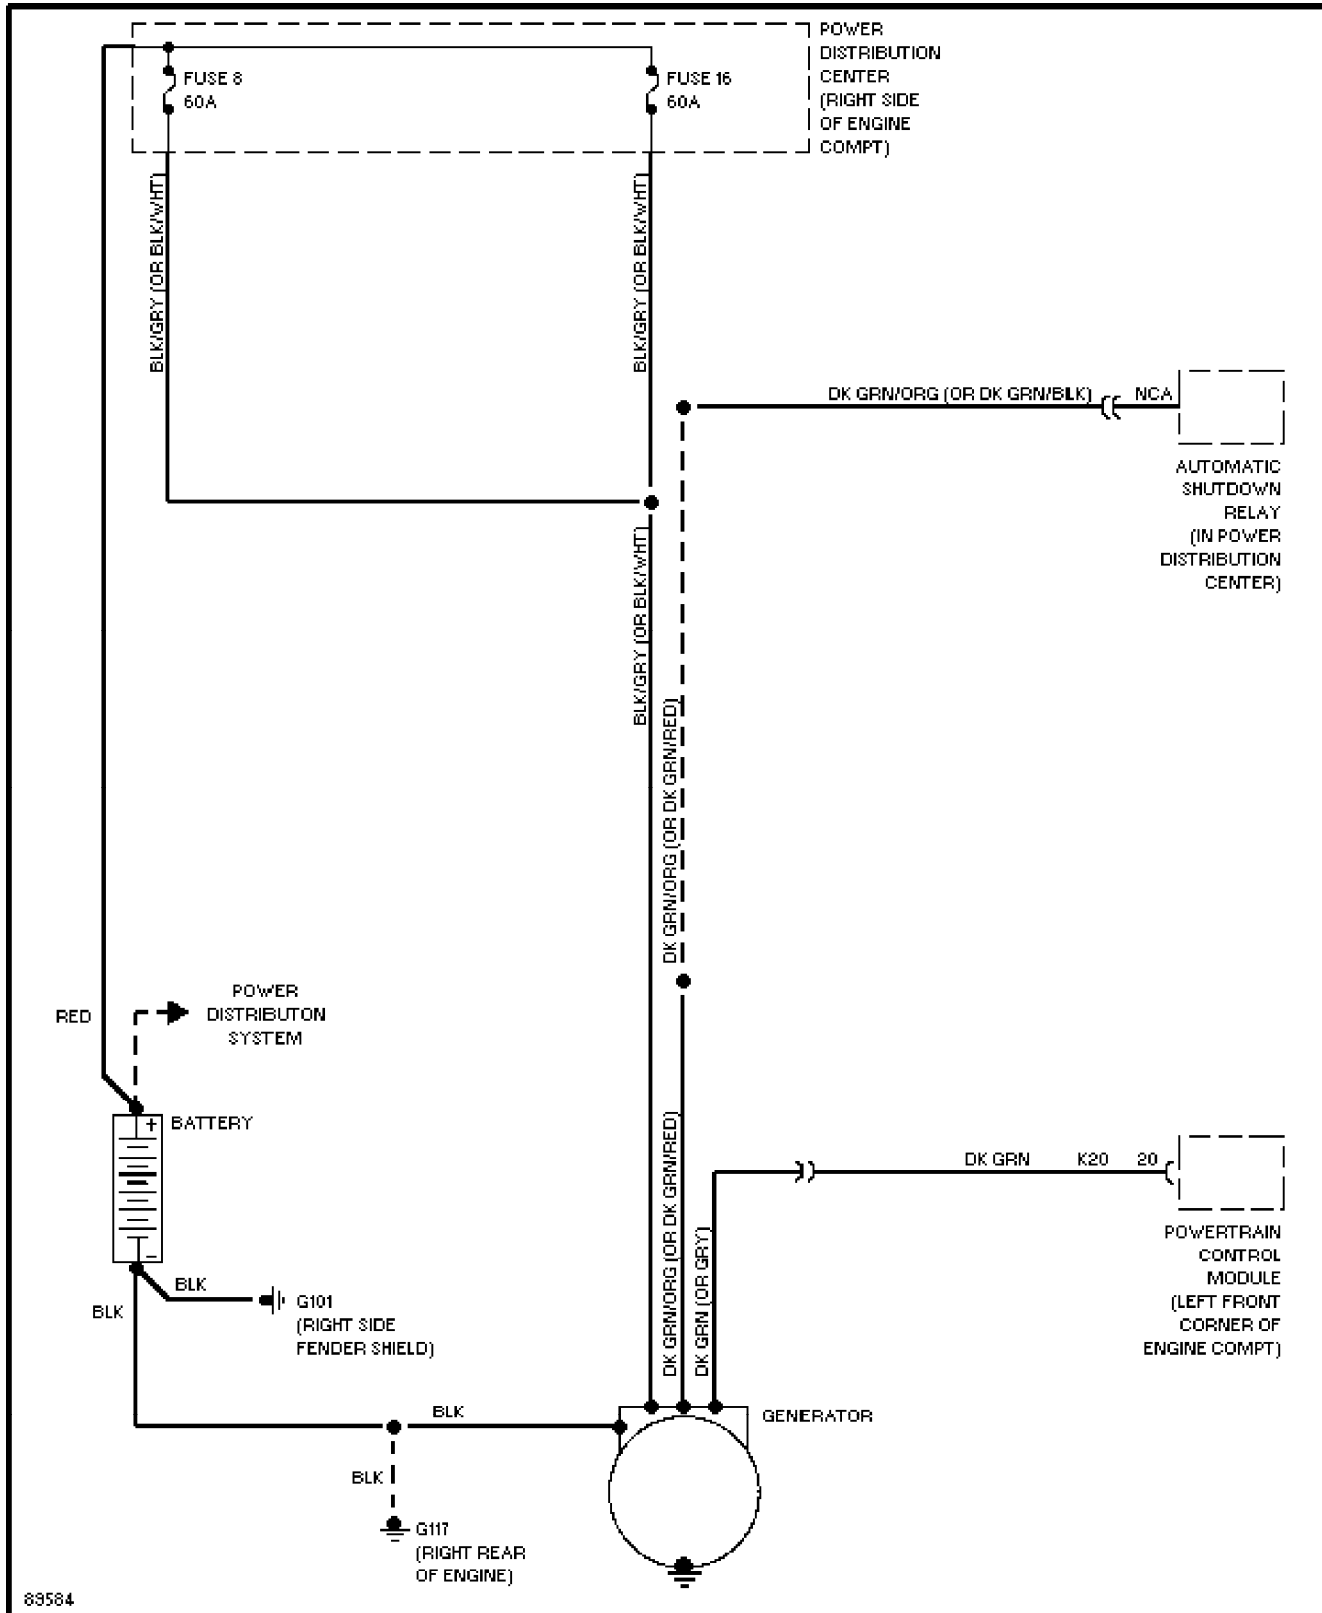 POWER
DISTRIBUTION
CENTER
(RIGHT SIDE
OF ENGINE
COMPT)
FUSE 8
60A
FUSE 16
60A
BLK/GRY (OR BLK/WHT)
BLK/GRY (OR BLK/WHT)
DK GRN/ORG (OR DK GRN/BLK)
NCA
AUTOMATIC
SHUTDOWN
RELAY
(IN POWER
DISTRIBUTION
CENTER)
BLK/GRY (OR BLK/WHT)
DK GRN/ORG (OR DK GRN/RED)
RED
POWER
DISTRIBUTON
SYSTEM
+
BATTERY
–
DK GRN
K20
20
POWERTRAIN
CONTROL
MODULE
(LEFT FRONT
CORNER OF
ENGINE COMPT)
DK GRN/ORG (OR DK GRN/RED)
DK GRN (OR GRY)
BLK
BLK
G101
(RIGHT SIDE
FENDER SHIELD)
BLK
GENERATOR
BLK
G117
(RIGHT REAR
OF ENGINE)
89584